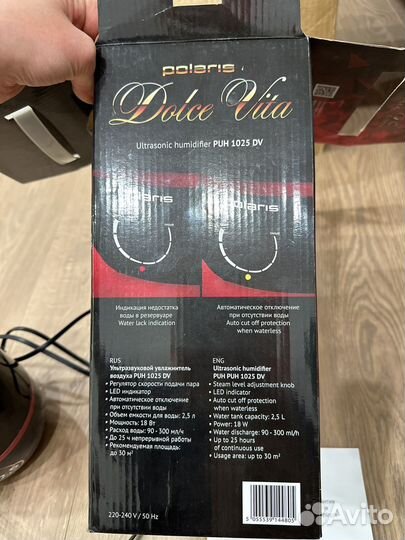 polaris
Dolce Vita
Ultrasonic humidifier PUH 1025 DV
polaris
polaris
Индикация недостатка
воды в резервуаре
Water lack indication
Автоматическое отключение
при отсутствии воды
Auto cut off protection
when waterless
RUS
Ультразвуковой увлажнитель
воздуха PUH 1025 DV
• Регулятор скорости подачи пара
• LED индикатор
• Автоматическое отключение
при отсутствии воды
• Объем емкости для воды: 2,5 л
• Мощность: 18 Вт
• Расход воды: 90 - 300 мл/ч
• До 25 ч непрерывной работы
• Рекомендуемая площадь:
до 30 м²
ENG
Ultrasonic humidifier
PUH 1025 DV
• Steam level adjustment knob
• LED indicator
• Auto cut off protection
when waterless
• Water tank capacity: 2,5 L
• Power: 18 W
• Water discharge: 90 - 300 ml/h
• Up to 25 hours
of continuous use
• Usage area: up to 30 m²
220-240 V / 50 Hz
5 055539 144805
Avito